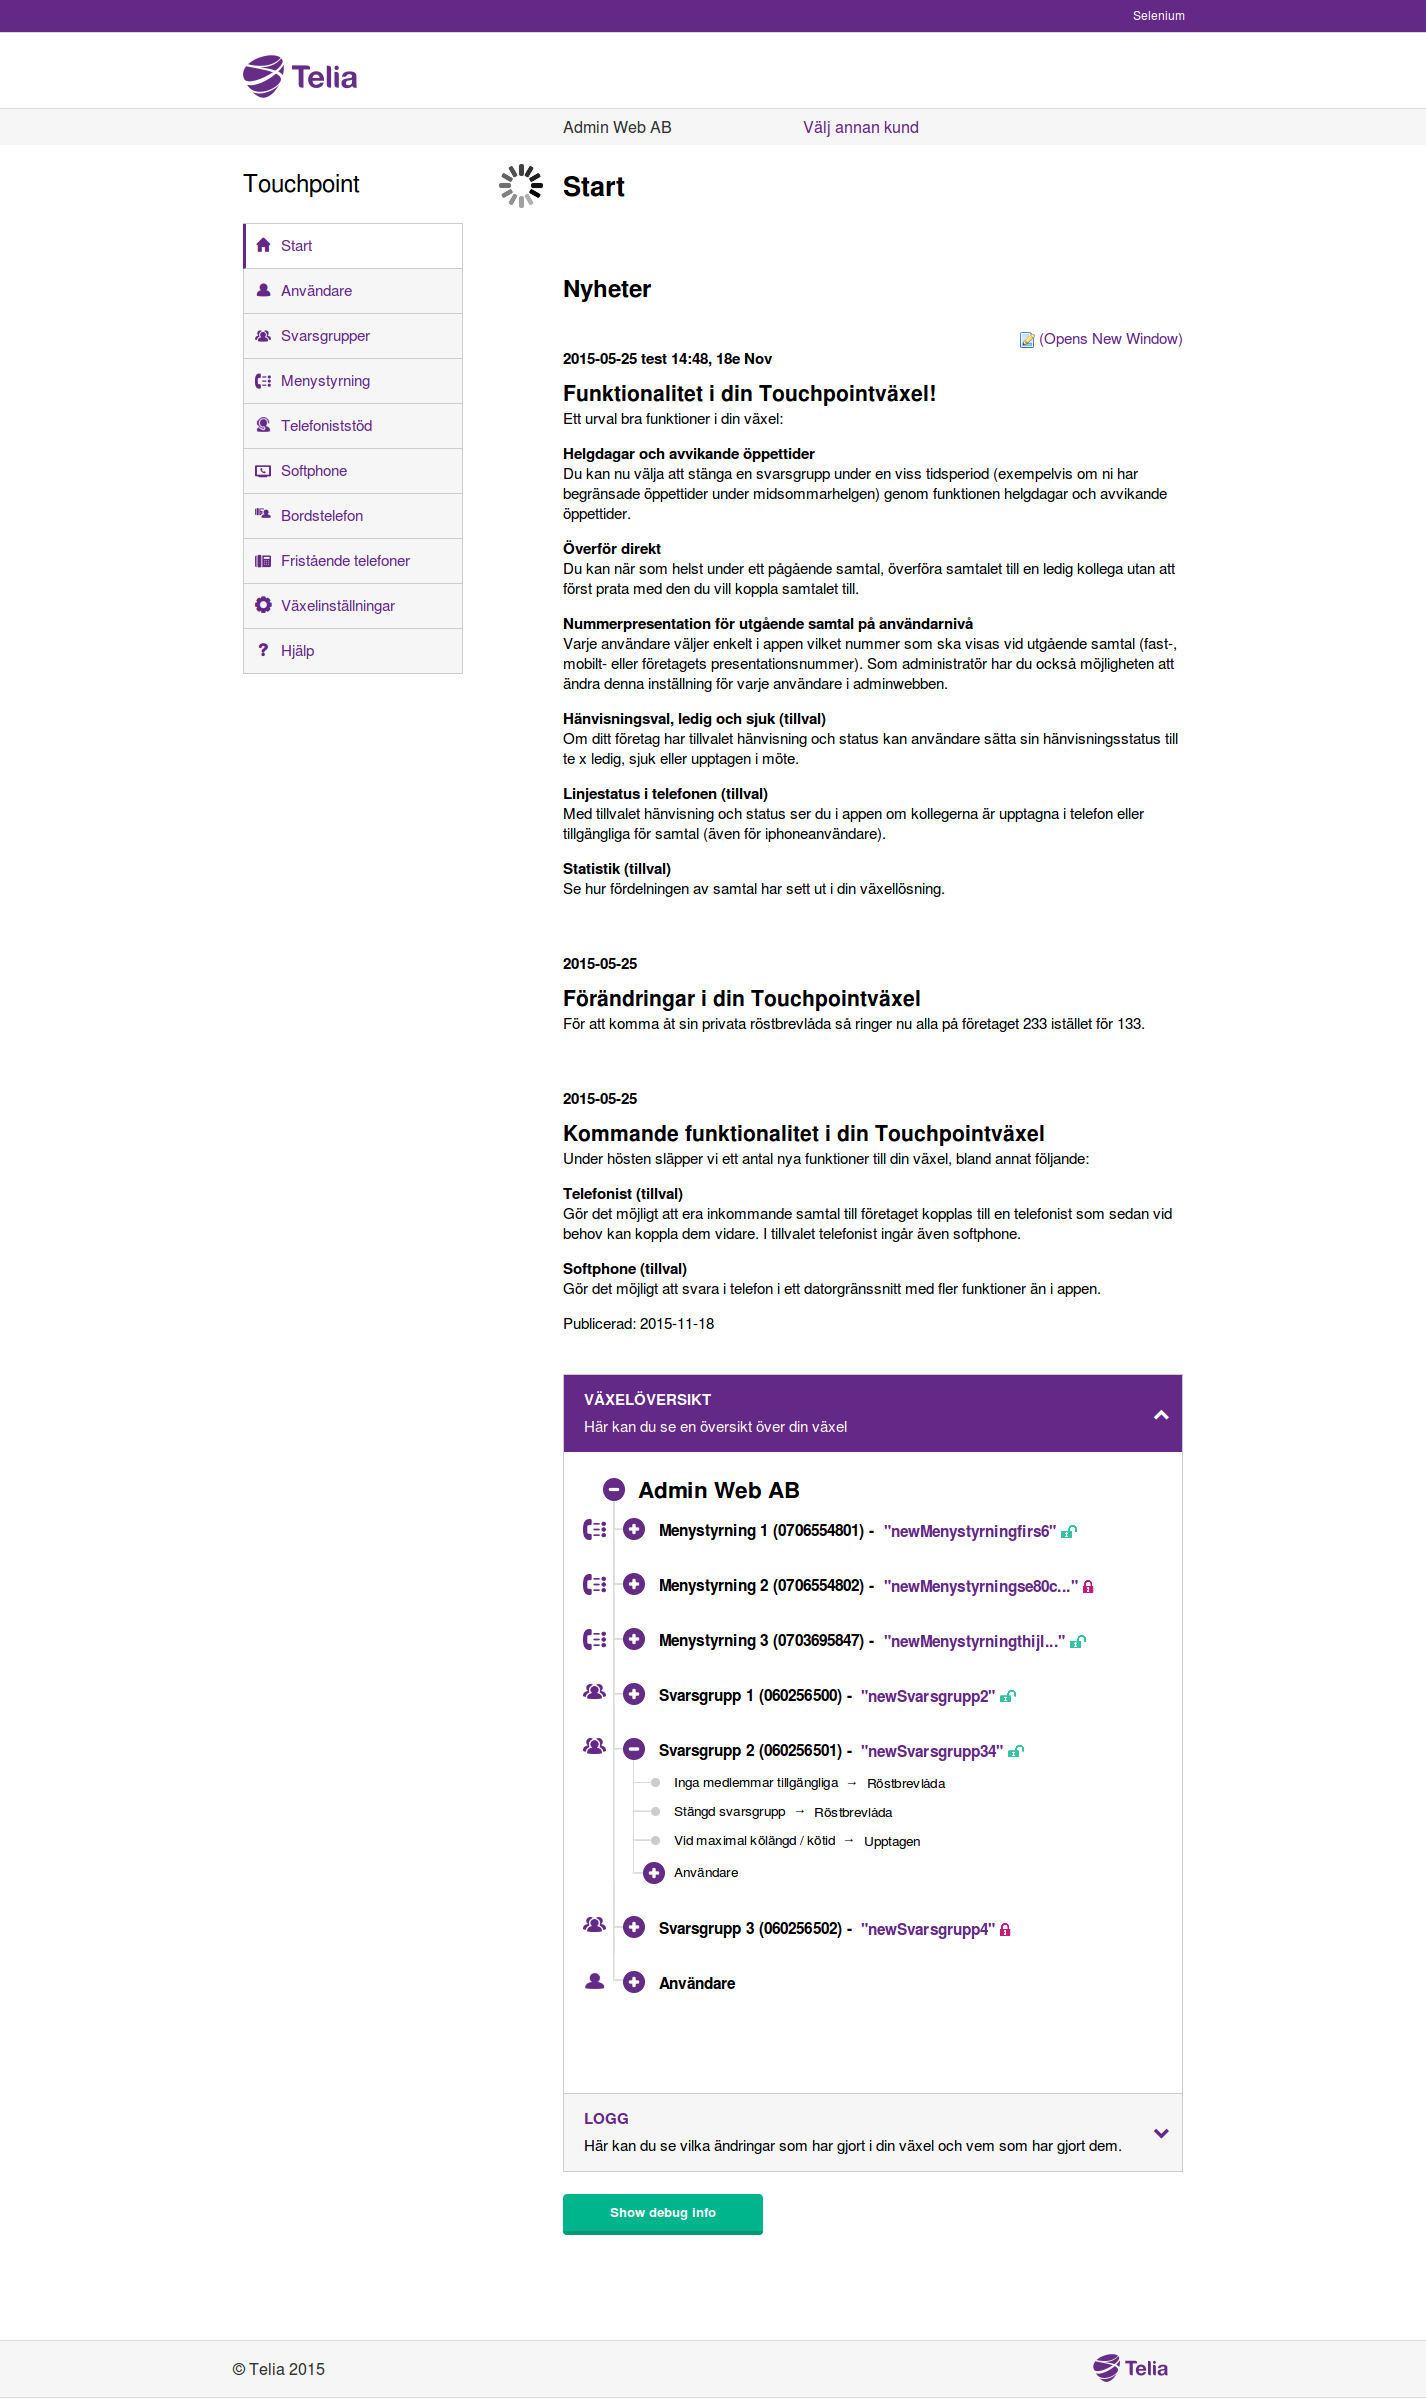 Selenium
Telia
Admin Web AB
Välj annan kund
Touchpoint
Start
Användare
Svarsgrupper
Menystyrning
Telefoniststöd
Softphone
Bordstelefon
Fristående telefoner
Växelinställningar
Hjälp
Start
Nyheter
(Opens New Window)
2015-05-25 test 14:48, 18e Nov
Funktionalitet i din Touchpointväxel!
Ett urval bra funktioner i din växel:
Helgdagar och avvikande öppettider
Du kan nu välja att stänga en svarsgrupp under en viss tidsperiod (exempelvis om ni har
begränsade öppettider under midsommarhelgen) genom funktionen helgdagar och avvikande
öppettider.
Överför direkt
Du kan när som helst under ett pågående samtal, överföra samtalet till en ledig kollega utan att
först prata med den du vill koppla samtalet till.
Nummerpresentation för utgående samtal på användarnivå
Varje användare väljer enkelt i appen vilket nummer som ska visas vid utgående samtal (fast-,
mobilt- eller företagets presentationsnummer). Som administratör har du också möjligheten att
ändra denna inställning för varje användare i adminwebben.
Hänvisningsval, ledig och sjuk (tillval)
Om ditt företag har tillvalet hänvisning och status kan användare sätta sin hänvisningsstatus till
te x ledig, sjuk eller upptagen i möte.
Linjestatus i telefonen (tillval)
Med tillvalet hänvisning och status ser du i appen om kollegerna är upptagna i telefon eller
tillgängliga för samtal (även för iphoneanvändare).
Statistik (tillval)
Se hur fördelningen av samtal har sett ut i din växellösning.
2015-05-25
Förändringar i din Touchpointväxel
För att komma åt sin privata röstbrevlåda så ringer nu alla på företaget 233 istället för 133.
2015-05-25
Kommande funktionalitet i din Touchpointväxel
Under hösten släpper vi ett antal nya funktioner till din växel, bland annat följande:
Telefonist (tillval)
Gör det möjligt att era inkommande samtal till företaget kopplas till en telefonist som sedan vid
behov kan koppla dem vidare. I tillvalet telefonist ingår även softphone.
Softphone (tillval)
Gör det möjligt att svara i telefon i ett datorgränssnitt med fler funktioner än i appen.
Publicerad: 2015-11-18
VÄXELÖVERSIKT
Här kan du se en översikt över din växel
Admin Web AB
Menystyrning 1 (0706554801) - "newMenystyrningfirs6"
Menystyrning 2 (0706554802) - "newMenystyrningse80c..."
Menystyrning 3 (0703695847) - "newMenystyrningthijl..."
Svarsgrupp 1 (060256500) - "newSvarsgrupp2"
Svarsgrupp 2 (060256501) - "newSvarsgrupp34"
Inga medlemmar tillgängliga → Röstbrevlåda
Stängd svarsgrupp → Röstbrevlåda
Vid maximal kölängd / kötid → Upptagen
Användare
Svarsgrupp 3 (060256502) - "newSvarsgrupp4"
Användare
LOGG
Här kan du se vilka ändringar som har gjort i din växel och vem som har gjort dem.
Show debug info
© Telia 2015
Telia